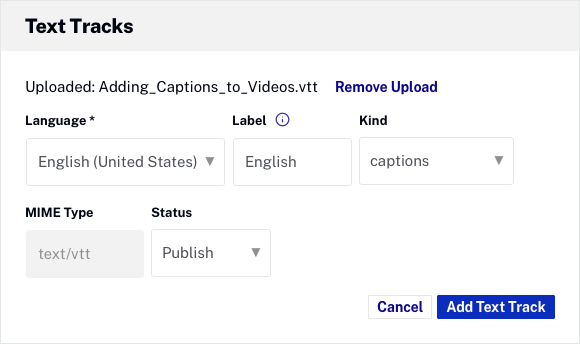 Text Tracks
Uploaded: Adding_Captions_to_Videos.vtt Remove Upload
Language * Label Kind
English (United States) English captions
MIME Type Status
text/vtt Publish
Cancel Add Text Track